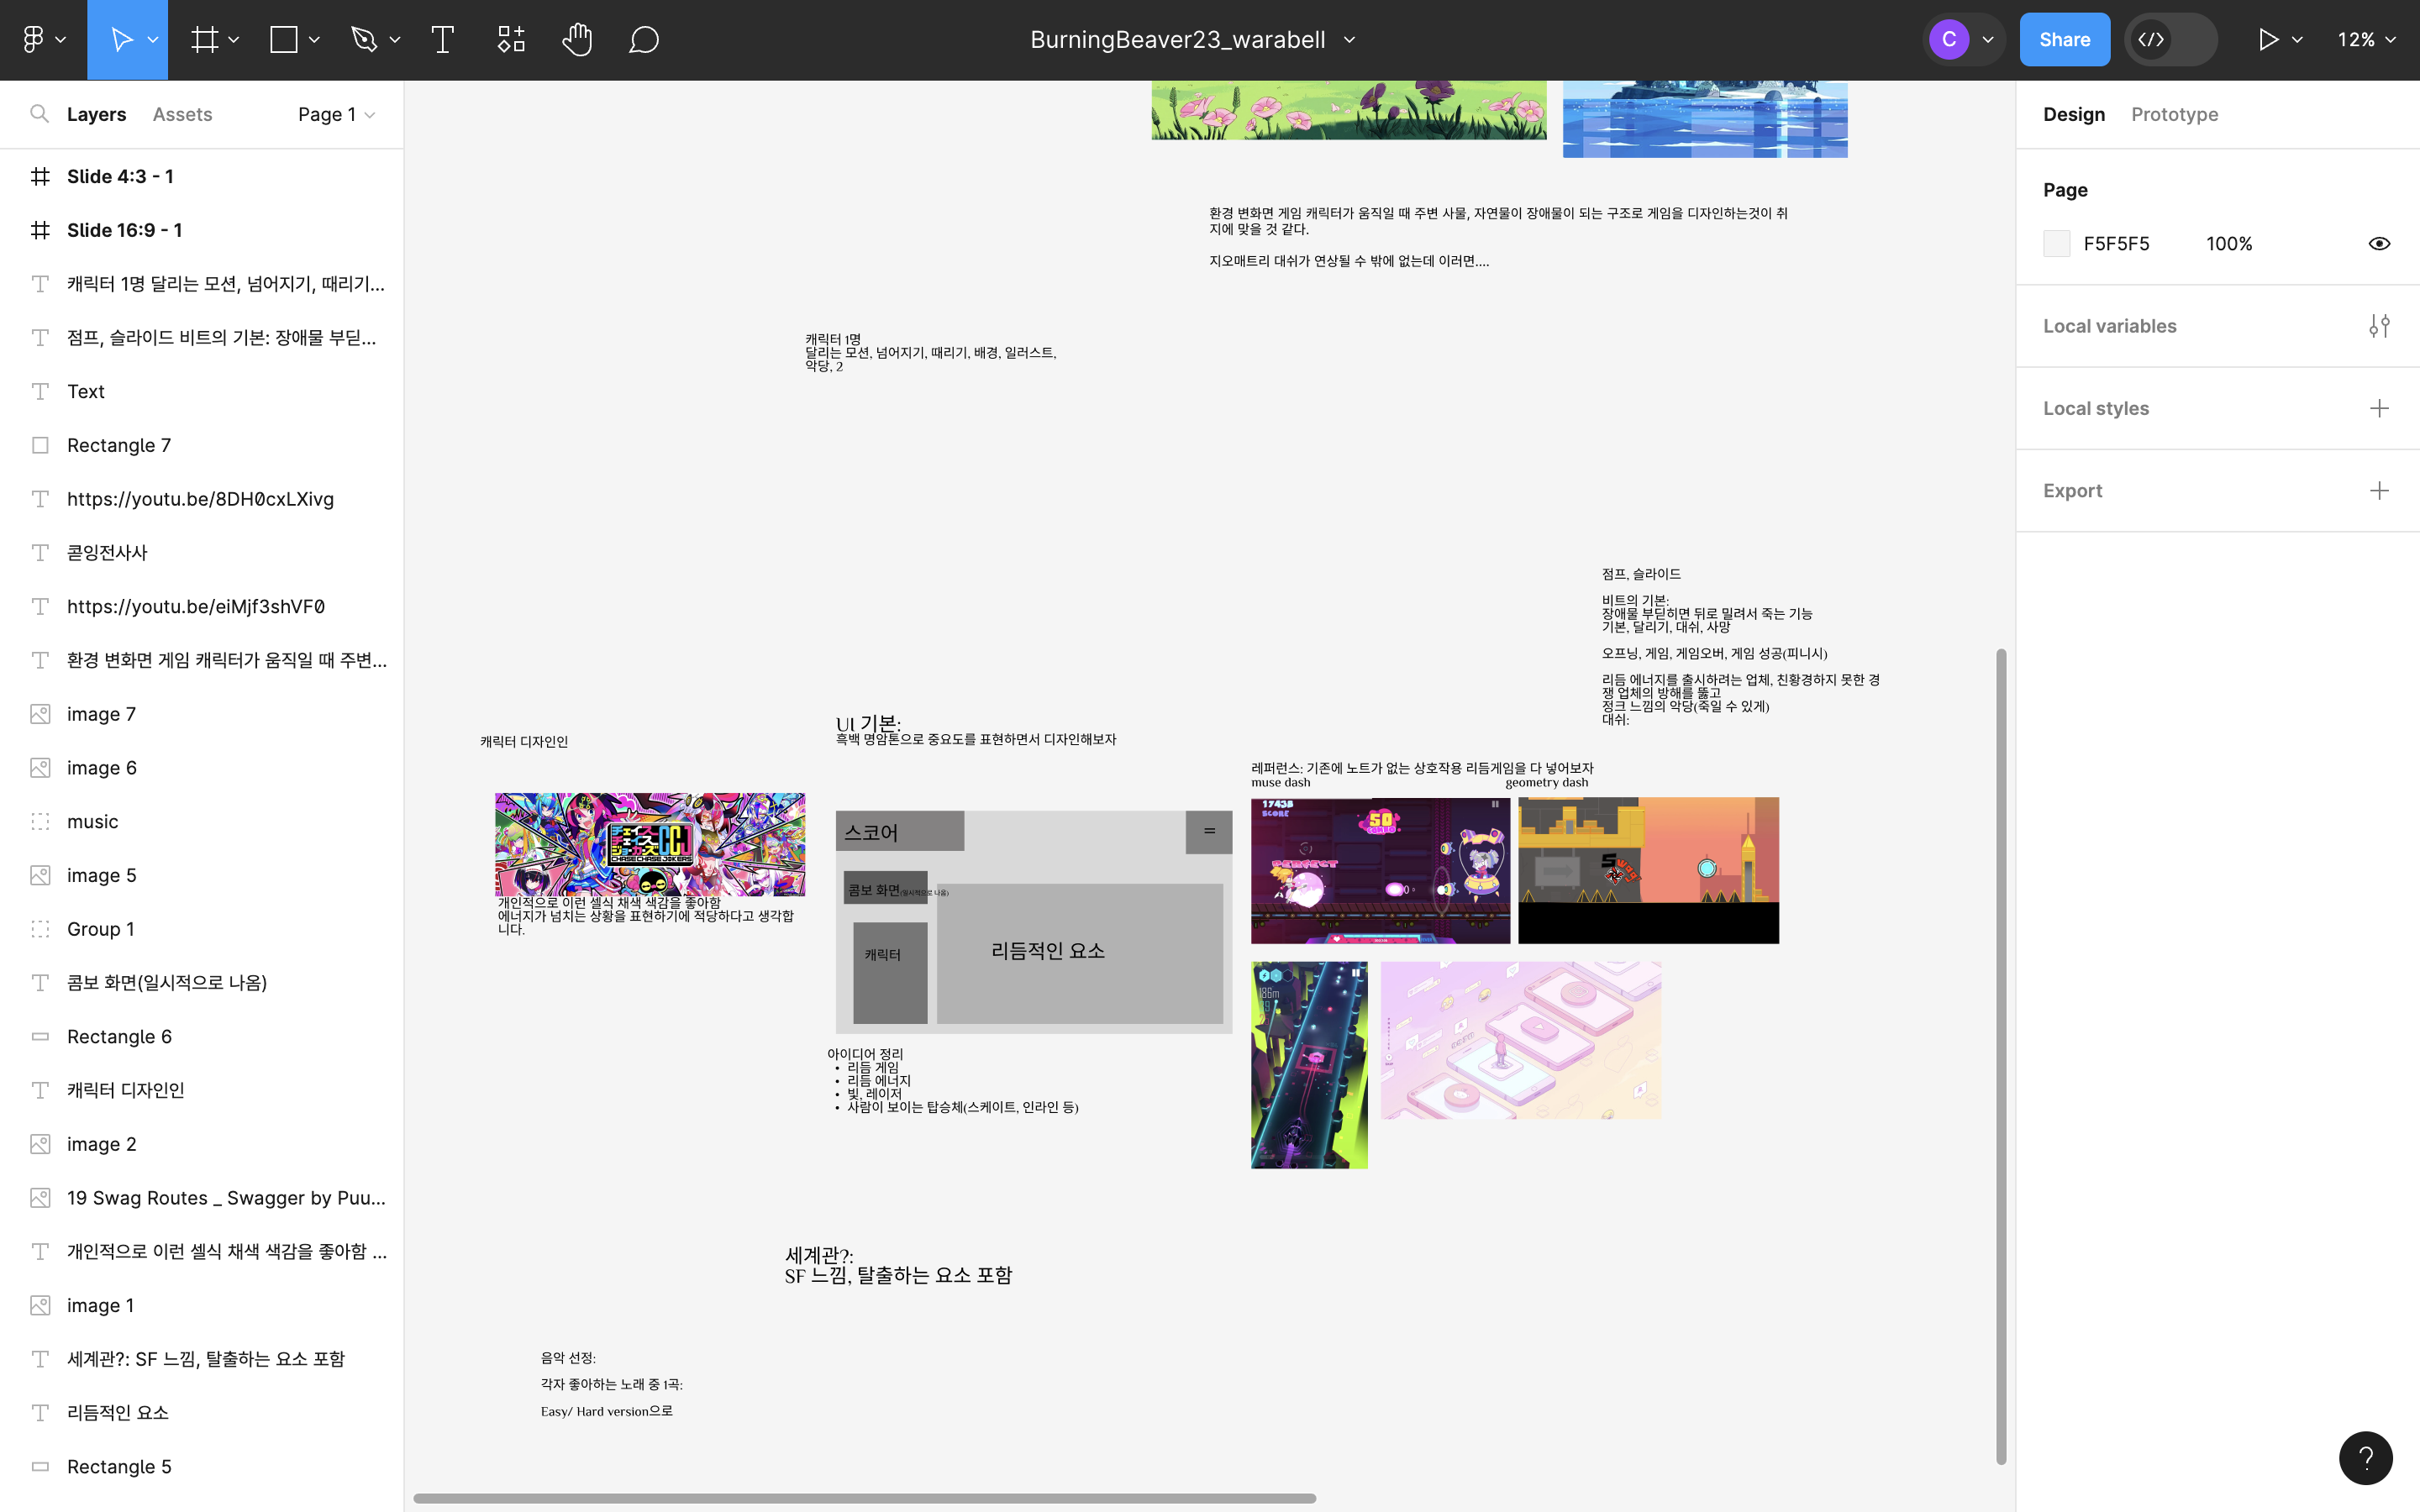 BurningBeaver23_warabell
C
Share
12%
Layers
Assets
Page 1
Slide 4:3 - 1
Slide 16:9 - 1
캐릭터 1명 달리는 모션, 넘어지기, 때리기...
점프, 슬라이드 비트의 기본: 장애물 부딛...
Text
Rectangle 7
https://youtu.be/8DH0cxLXivg
콛잉전사사
https://youtu.be/eiMjf3shVF0
환경 변화면 게임 캐릭터가 움직일 때 주변...
image 7
image 6
music
image 5
Group 1
콤보 화면(일시적으로 나옴)
Rectangle 6
캐릭터 디자인인
image 2
19 Swag Routes _ Swagger by Puu...
개인적으로 이런 셀식 채색 색감을 좋아함 ...
image 1
세계관?: SF 느낌, 탈출하는 요소 포함
리듬적인 요소
Rectangle 5
환경 변화면 게임 캐릭터가 움직일 때 주변 사물, 자연물이 장애물이 되는 구조로 게임을 디자인하는것이 취
지에 맞을 것 같다.
지오매트리 대쉬가 연상될 수 밖에 없는데 이러면....
캐릭터 1명
달리는 모션, 넘어지기, 때리기, 배경, 일러스트,
악당, 2
점프, 슬라이드
비트의 기본:
장애물 부딛히면 뒤로 밀려서 죽는 기능
기본, 달리기, 대쉬, 사망
오프닝, 게임, 게임오버, 게임 성공(피니시)
리듬 에너지를 출시하려는 업체, 친황경하지 못한 경
쟁 업체의 방해를 뚫고
정크 느낌의 악당(죽일 수 있게)
대쉬:
캐릭터 디자인인
チェイスチェイスジョーカーズ
CCJ
CHASE CHASE JOKERS
개인적으로 이런 셀식 채색 색감을 좋아함
에너지가 넘치는 상황을 표현하기에 적당하다고 생각합
니다.
UI 기본:
흑백 명암톤으로 중요도를 표현하면서 디자인해보자
스코어
=
콤보 화면(일시적으로 나옴)
캐릭터
리듬적인 요소
아이디어 정리
• 리듬 게임
• 리듬 에너지
• 빛, 레이저
• 사람이 보이는 탑승체(스케이트, 인라인 등)
레퍼런스: 기존에 노트가 없는 상호작용 리듬게임을 다 넣어보자
muse dash
geometry dash
17438
SCORE
50
COMBO
PERFECT
Swag
186m
세계관?:
SF 느낌, 탈출하는 요소 포함
음악 선정:
각자 좋아하는 노래 중 1곡:
Easy/ Hard version으로
Design
Prototype
Page
F5F5F5
100%
Local variables
Local styles
Export
?